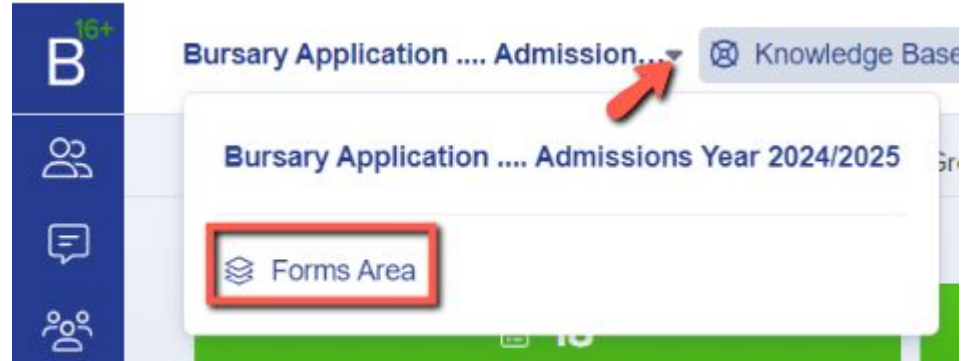 B 16+
Bursary Application .... Admission... Knowledge Base
Bursary Application .... Admissions Year 2024/2025
Forms Area